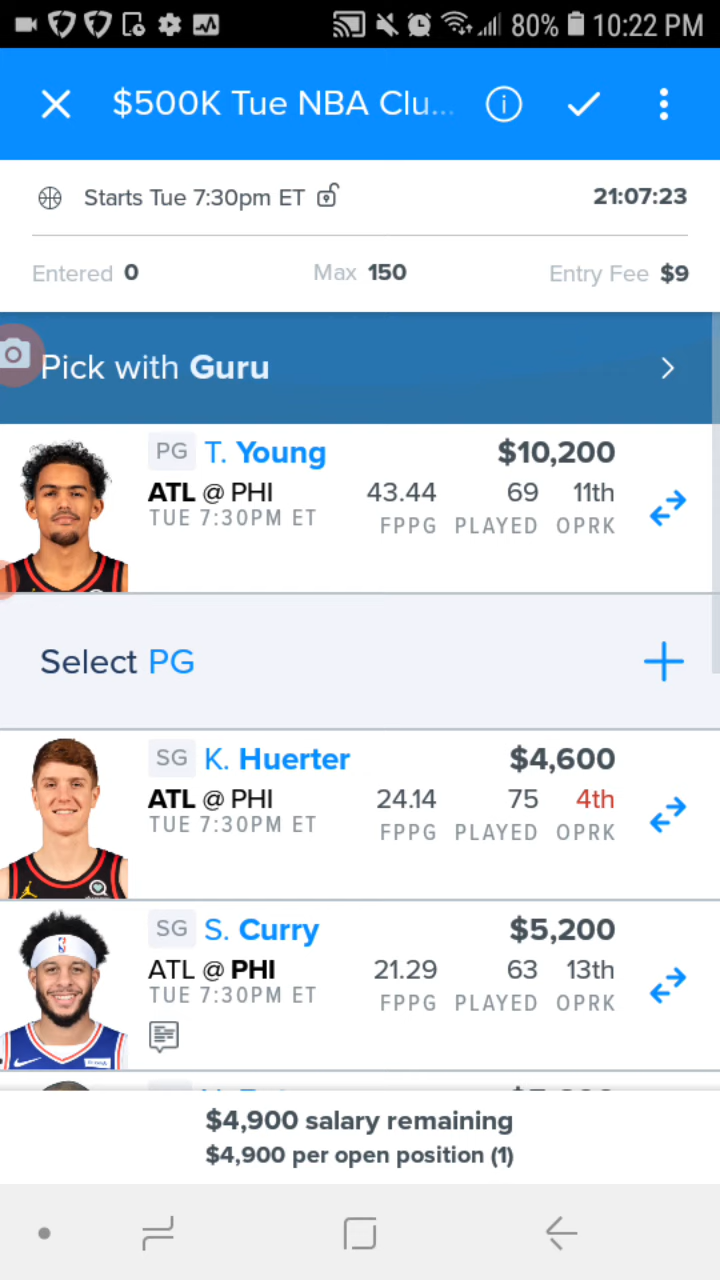 80% 10:22 PM
$500K Tue NBA Clu...
Starts Tue 7:30pm ET 21:07:23
Entered 0 Max 150 Entry Fee $9
Pick with Guru
PG T. Young $10,200
ATL @ PHI 43.44 69 11th
TUE 7:30PM ET FPPG PLAYED OPRK
Select PG
SG K. Huerter $4,600
ATL @ PHI 24.14 75 4th
TUE 7:30PM ET FPPG PLAYED OPRK
SG S. Curry $5,200
ATL @ PHI 21.29 63 13th
TUE 7:30PM ET FPPG PLAYED OPRK
$4,900 salary remaining
$4,900 per open position (1)